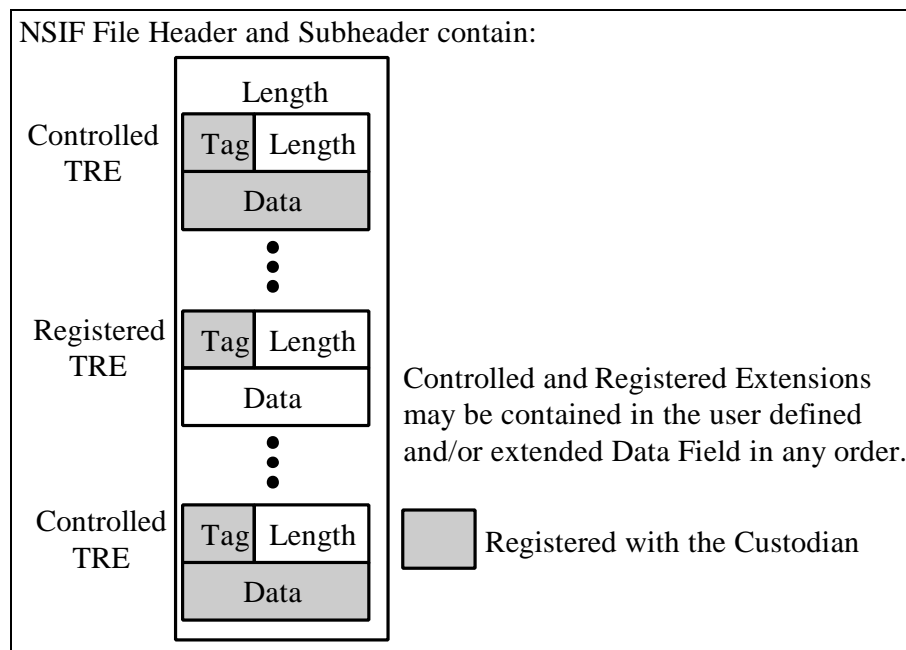 NSIF File Header and Subheader contain:
Length
Controlled
TRE
Tag Length
Data
Registered
TRE
Tag Length
Data
Controlled and Registered Extensions
may be contained in the user defined
and/or extended Data Field in any order.
Controlled
TRE
Tag Length
Data
Registered with the Custodian